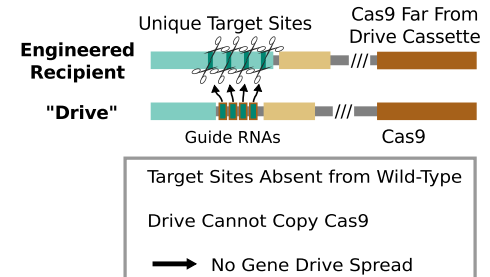 Unique Target Sites
Cas9 Far From
Drive Cassette
Engineered
Recipient
///
"Drive"
///
Guide RNAs
Cas9
Target Sites Absent from Wild-Type
Drive Cannot Copy Cas9
No Gene Drive Spread